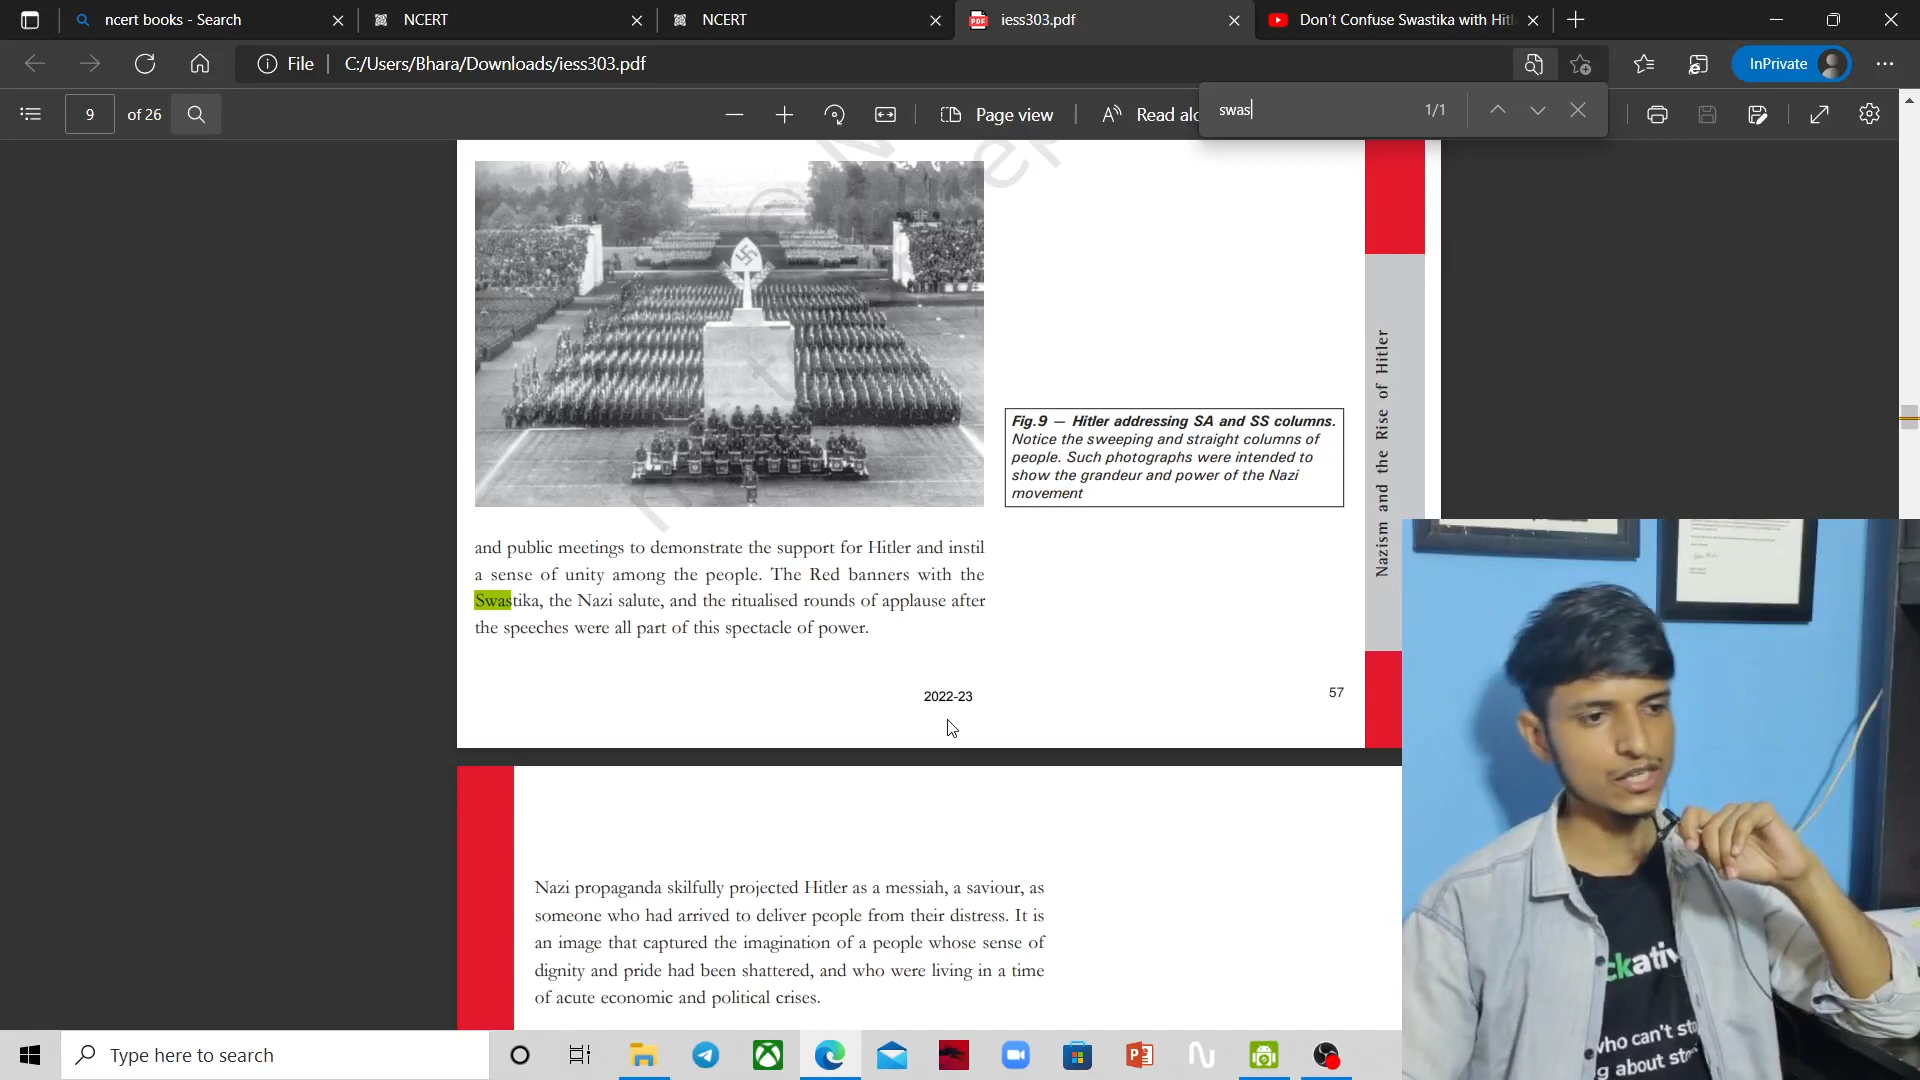 ncert books - Search
NCERT
NCERT
iess303.pdf
Don't Confuse Swastika with Hitl
File
C:/Users/Bhara/Downloads/iess303.pdf
InPrivate
9 of 26
Page view
Read alo
swas
1/1
Fig.9 — Hitler addressing SA and SS columns.
Notice the sweeping and straight columns of
people. Such photographs were intended to
show the grandeur and power of the Nazi
movement
Nazism and the Rise of Hitler
and public meetings to demonstrate the support for Hitler and instil
a sense of unity among the people. The Red banners with the
Swastika, the Nazi salute, and the ritualised rounds of applause after
the speeches were all part of this spectacle of power.
2022-23
57
Nazi propaganda skilfully projected Hitler as a messiah, a saviour, as
someone who had arrived to deliver people from their distress. It is
an image that captured the imagination of a people whose sense of
dignity and pride had been shattered, and who were living in a time
of acute economic and political crises.
ckativ
who can't sto
g about sto
Type here to search